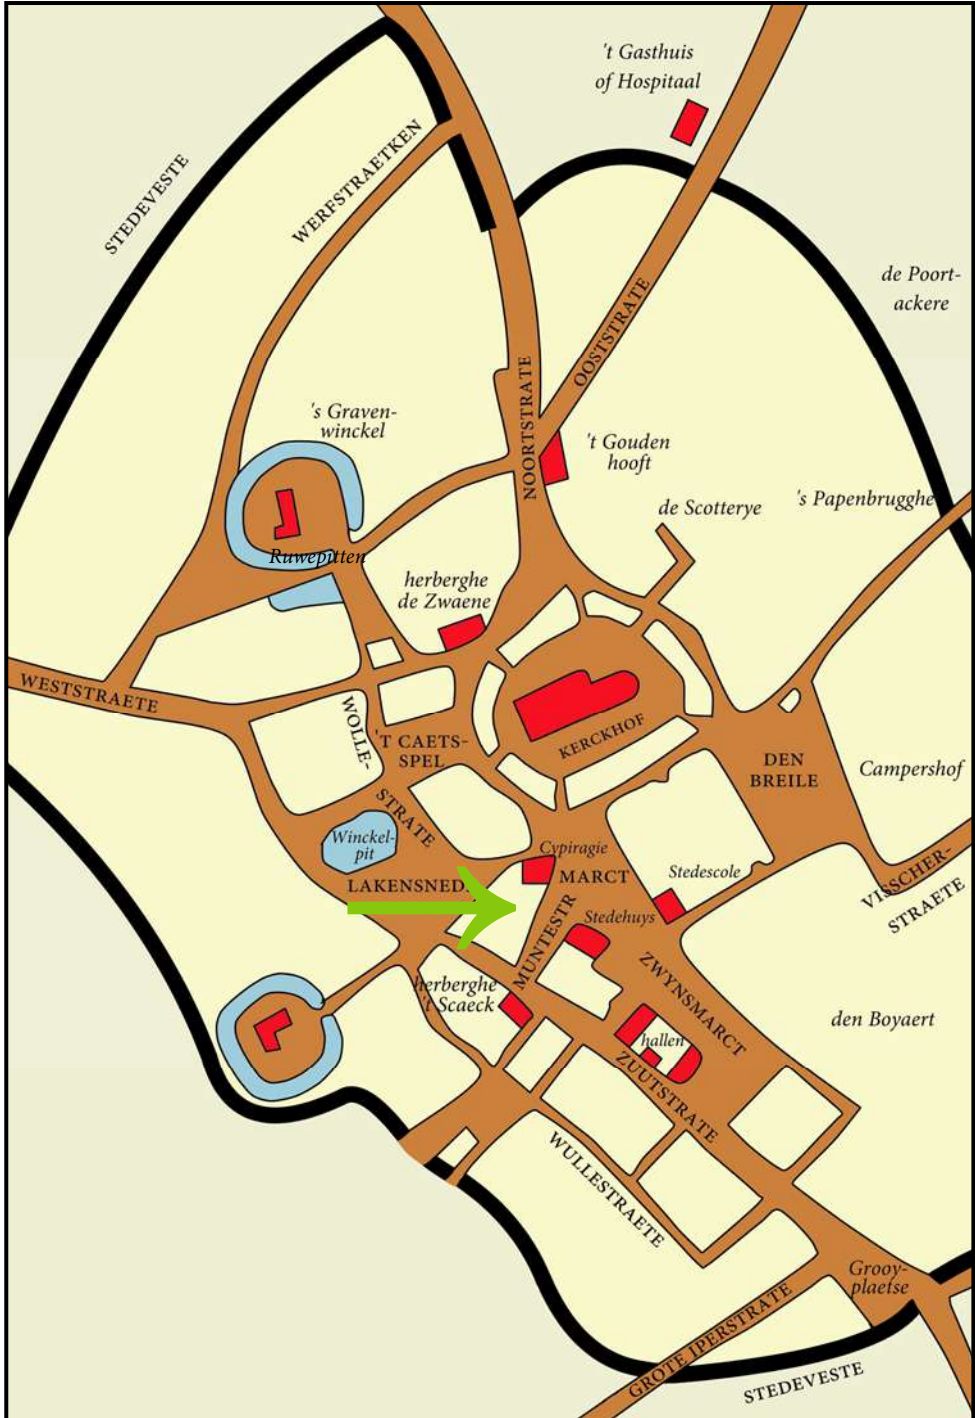 't Gasthuis
of Hospitaal
STEDEVESTE
WERFSTRAETKEN
de Poort-
ackere
OOSTSTRATE
NOORTSTRATE
's Graven-
winckel
't Gouden
hooft
's Papenbrugghe
de Scotterye
Ruwepitten
herberghe
de Zwaene
WESTSTRAETE
WOLLE-
STRATE
'T CAETS-
SPEL
KERCKHOF
DEN
BREILE
Campershof
Winckel-
pit
Cypiragie
MARCT
Stedescole
VISSCHER-
STRAETE
LAKENSNED
Stedehuys
MUNTESTR
ZWYNSMARCT
herberghe
't Scaeck
hallen
den Boyaert
ZUUTSTRATE
WULLESTRAETE
Grooy-
plaetse
GROTE IPERSTRATE
STEDEVESTE